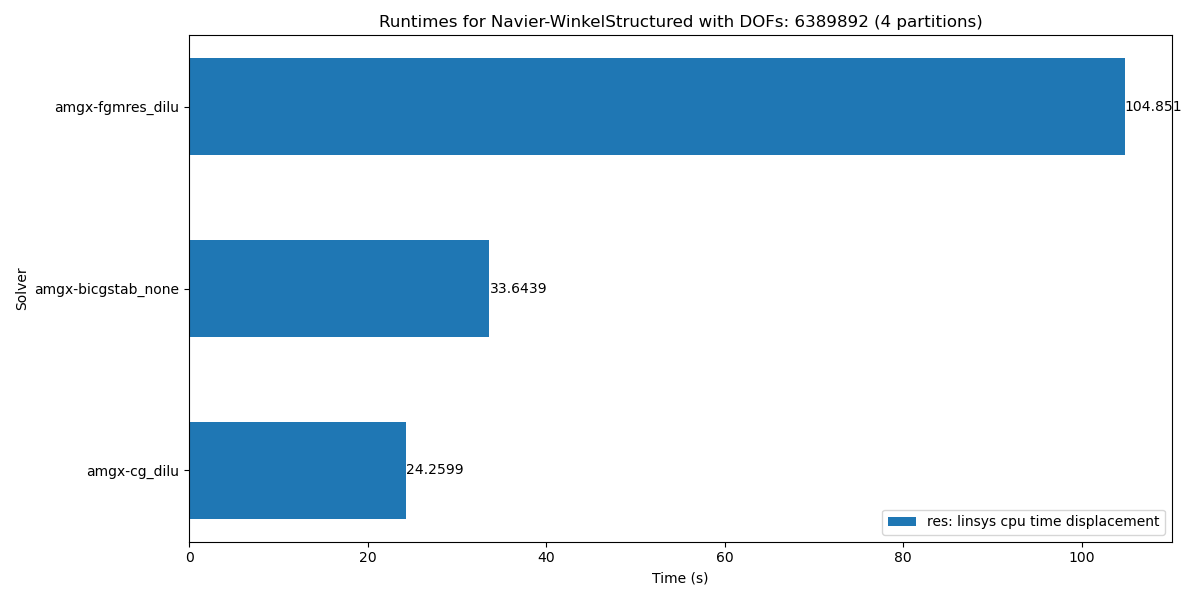 Runtimes for Navier-WinkelStructured with DOFs: 6389892 (4 partitions)
amgx-fgmres_dilu
104.851
Solver
amgx-bicgstab_none
33.6439
amgx-cg_dilu
24.2599
res: linsys cpu time displacement
0 20 40 60 80 100
Time (s)